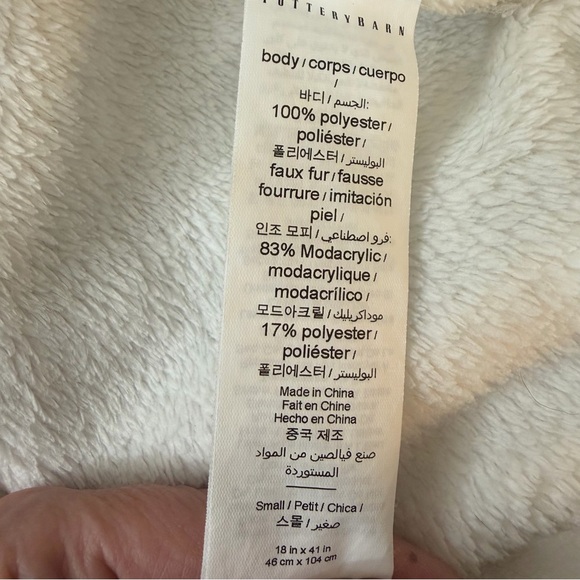 POTTERYBARN
body / corps / cuerpo
/
바디 / الجسم:
100% polyester /
poliéster /
폴리에스터 / البوليستر
faux fur / fausse
fourrure / imitación
piel /
인조 모피 / فرو اصطناعي:
83% Modacrylic /
modacrylique /
modacrílico /
모드아크릴 / موداكريليك
17% polyester /
poliéster /
폴리에스터 / البوليستر
Made in China
Fait en Chine
Hecho en China
중국 제조
صنع فيالصين من المواد
المستوردة
Small / Petit / Chica /
스몰 / صغير
18 in x 41 in
46 cm x 104 cm